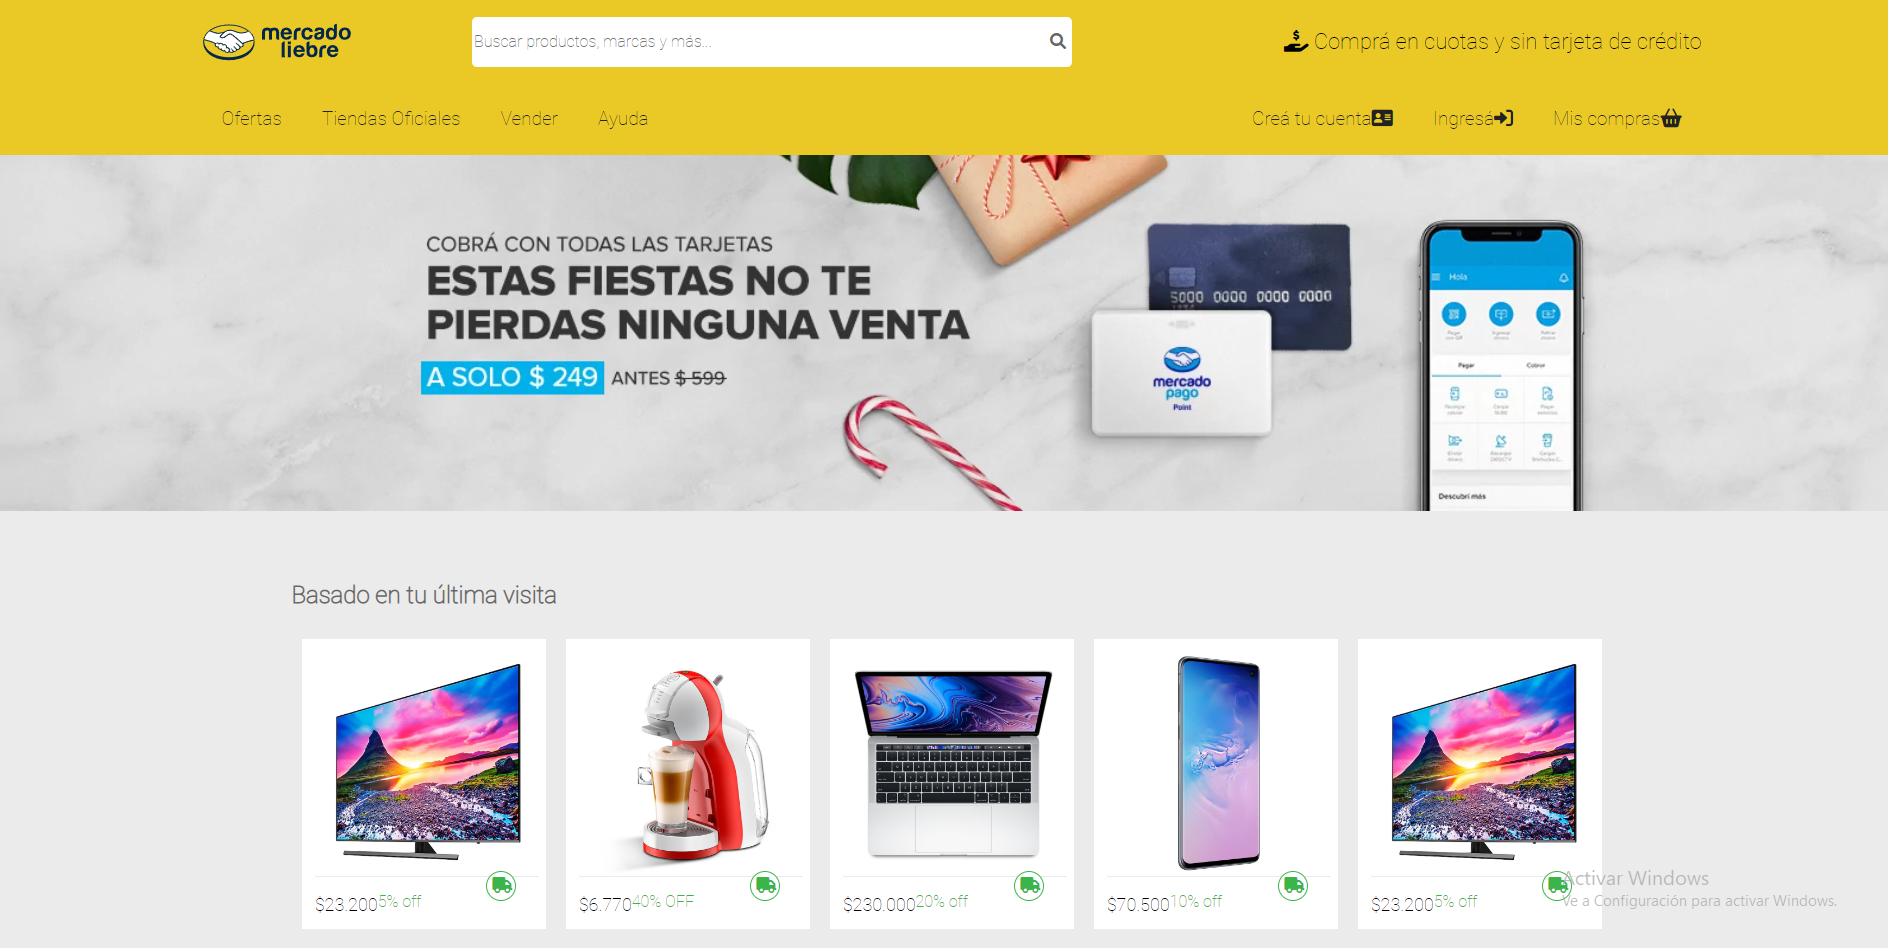 mercado
liebre
Buscar productos, marcas y más...
Comprá en cuotas y sin tarjeta de crédito
Ofertas
Tiendas Oficiales
Vender
Ayuda
Creá tu cuenta
Ingresá
Mis compras
COBRÁ CON TODAS LAS TARJETAS
ESTAS FIESTAS NO TE
PIERDAS NINGUNA VENTA
A SOLO $ 249 ANTES $ 599
5000 0000 0000 0000
mercado
pago
Point
Hola
Pagar
Cobrar
Descubrí más
Basado en tu última visita
$23.200 5% off
$6.770 40% OFF
$230.000 20% off
$70.500 10% off
$23.200 5% off
Activar Windows
Ve a Configuración para activar Windows.